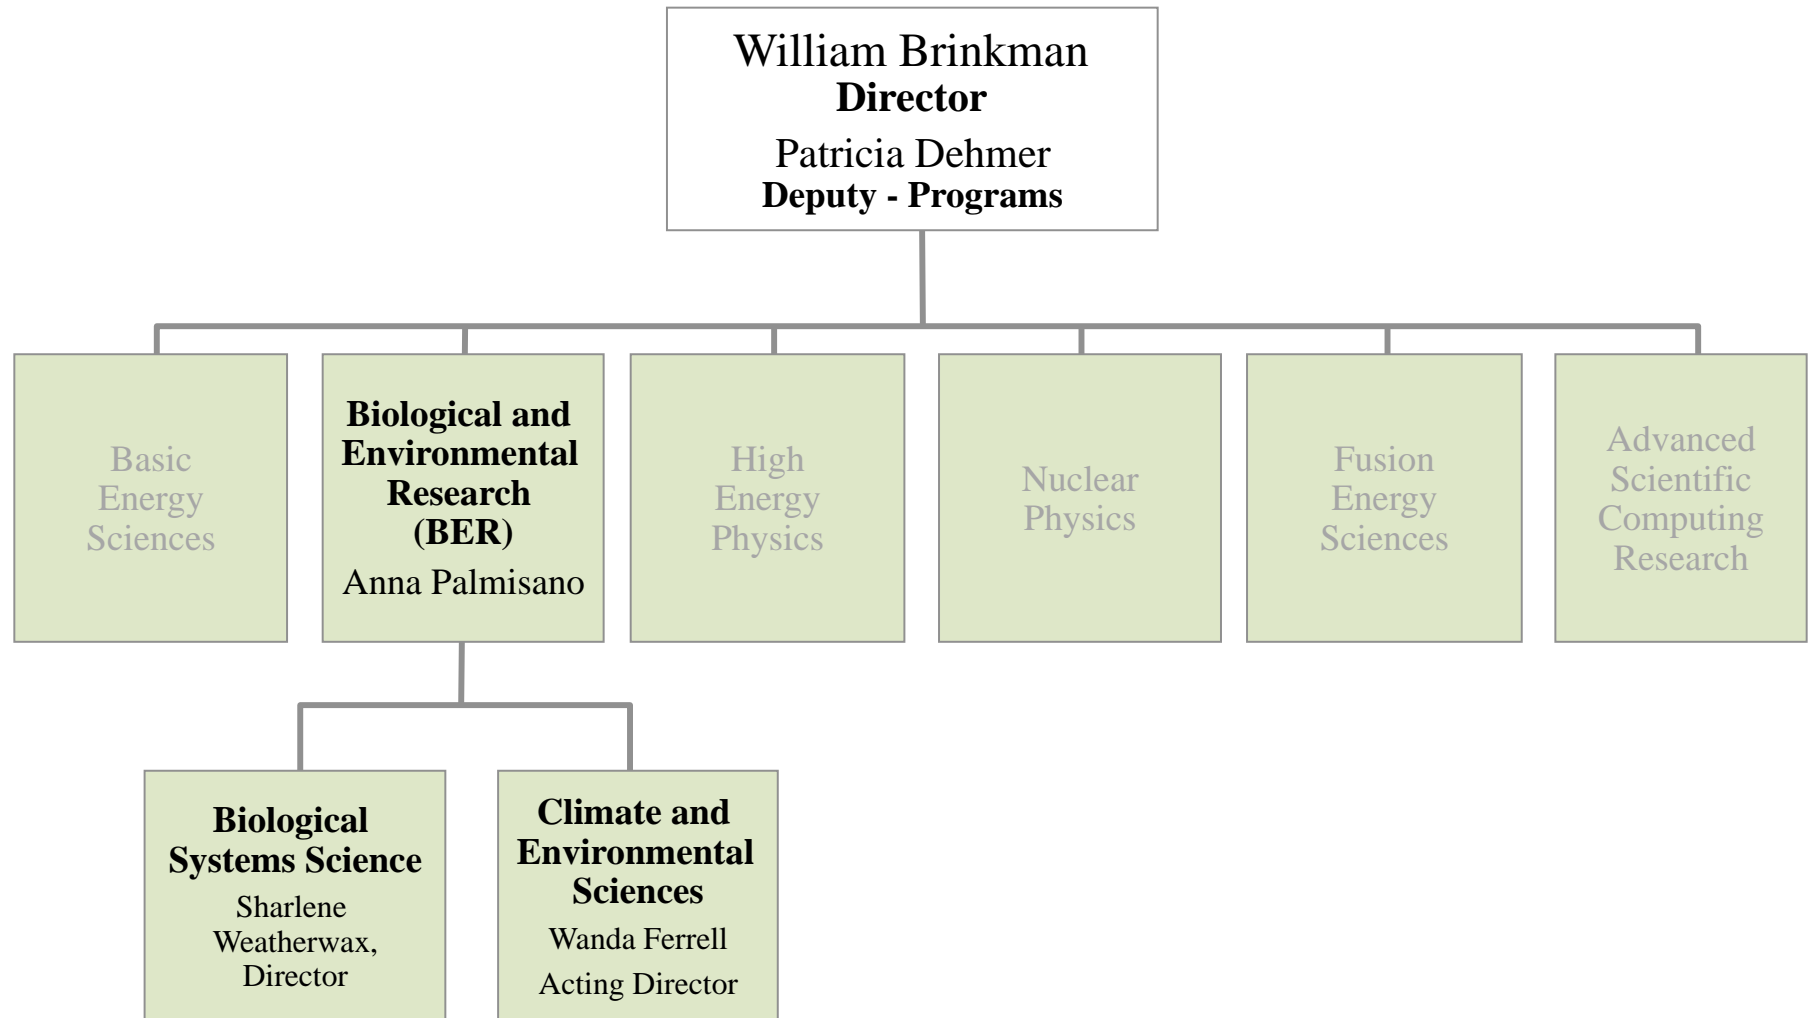 William Brinkman
Director
Patricia Dehmer
Deputy - Programs
Basic
Energy
Sciences
Biological and
Environmental
Research
(BER)
Anna Palmisano
High
Energy
Physics
Nuclear
Physics
Fusion
Energy
Sciences
Advanced
Scientific
Computing
Research
Biological
Systems Science
Sharlene
Weatherwax,
Director
Climate and
Environmental
Sciences
Wanda Ferrell
Acting Director